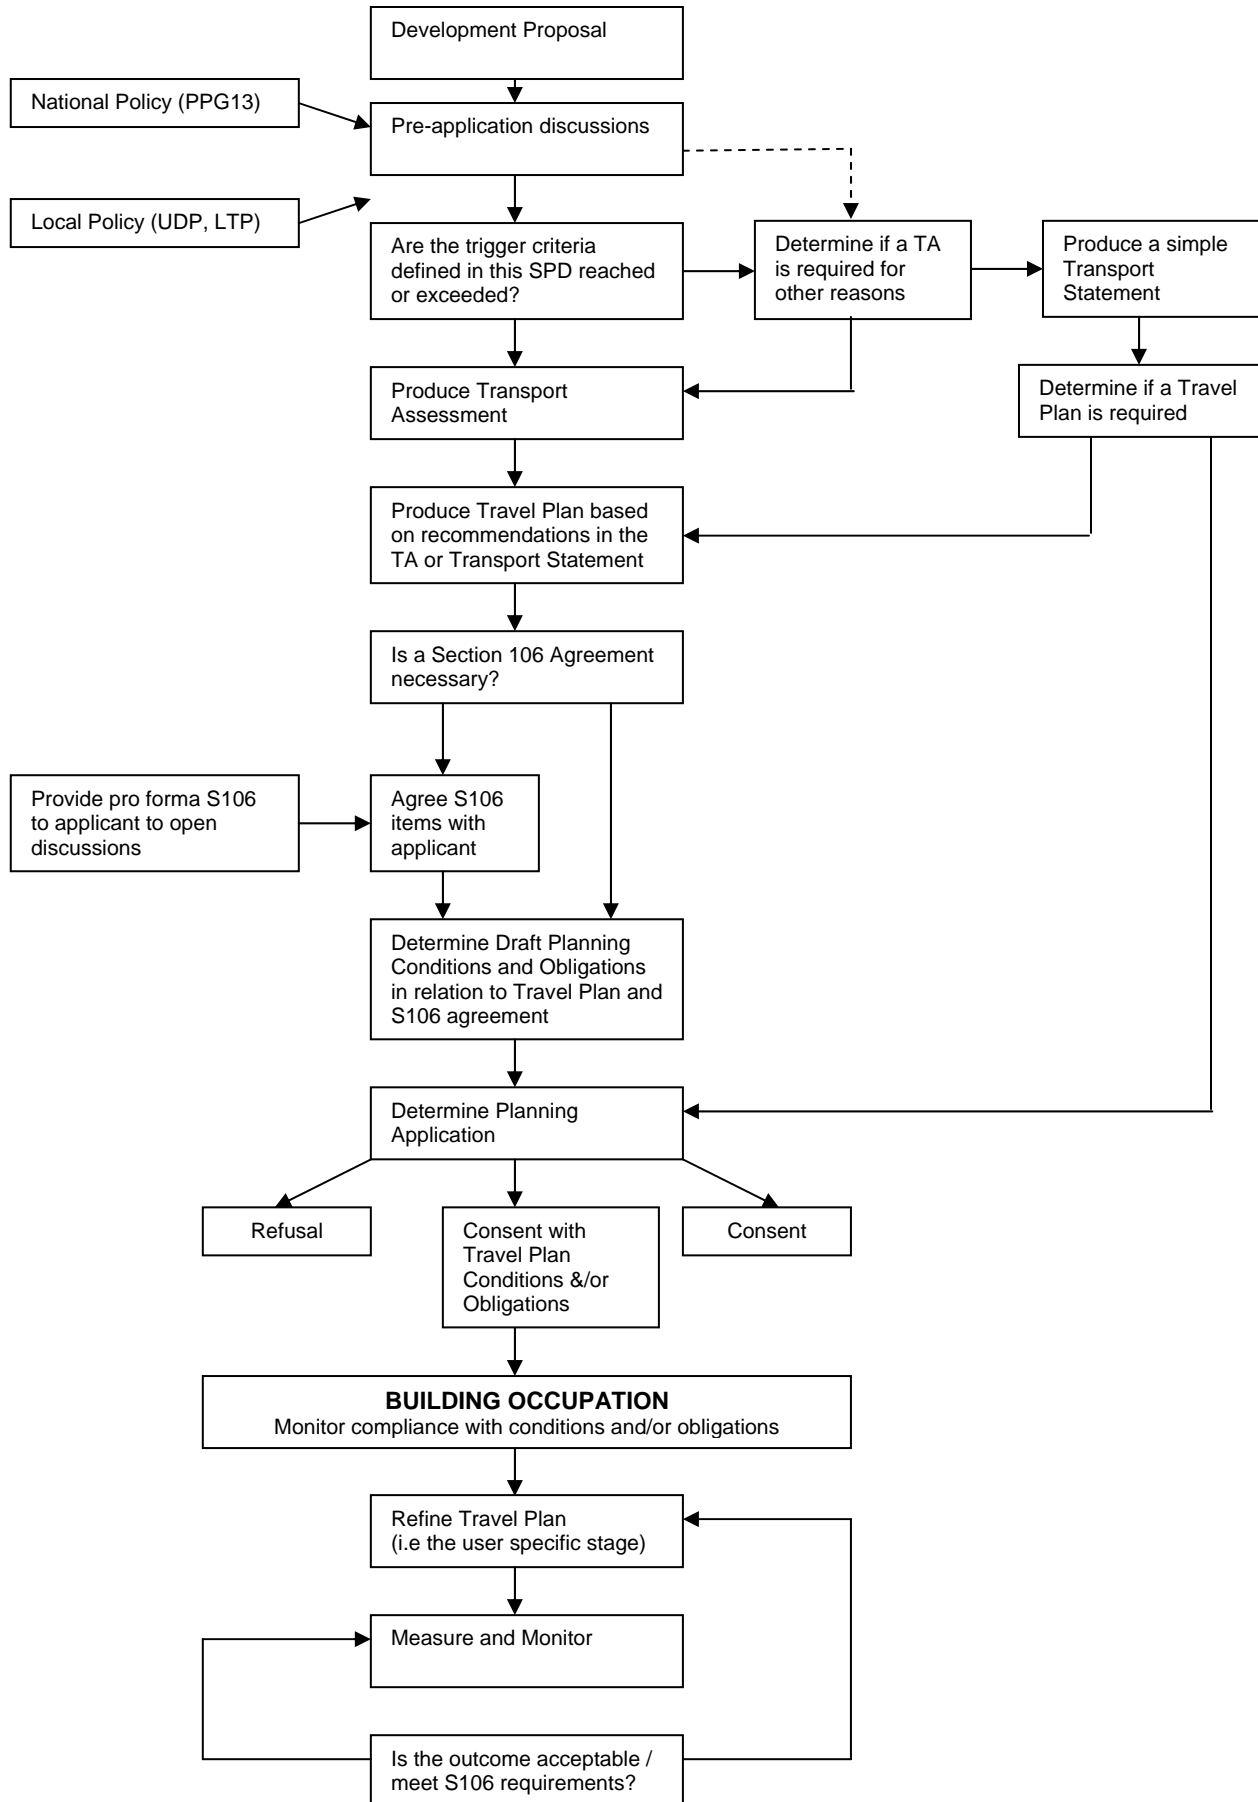 Development Proposal
National Policy (PPG13)
Pre-application discussions
Local Policy (UDP, LTP)
Are the trigger criteria
defined in this SPD reached
or exceeded?
Determine if a TA
is required for
other reasons
Produce a simple
Transport
Statement
Produce Transport
Assessment
Determine if a Travel
Plan is required
Produce Travel Plan based
on recommendations in the
TA or Transport Statement
Is a Section 106 Agreement
necessary?
Provide pro forma S106
to applicant to open
discussions
Agree S106
items with
applicant
Determine Draft Planning
Conditions and Obligations
in relation to Travel Plan and
S106 agreement
Determine Planning
Application
Refusal
Consent with
Travel Plan
Conditions &/or
Obligations
Consent
BUILDING OCCUPATION
Monitor compliance with conditions and/or obligations
Refine Travel Plan
(i.e the user specific stage)
Measure and Monitor
Is the outcome acceptable /
meet S106 requirements?